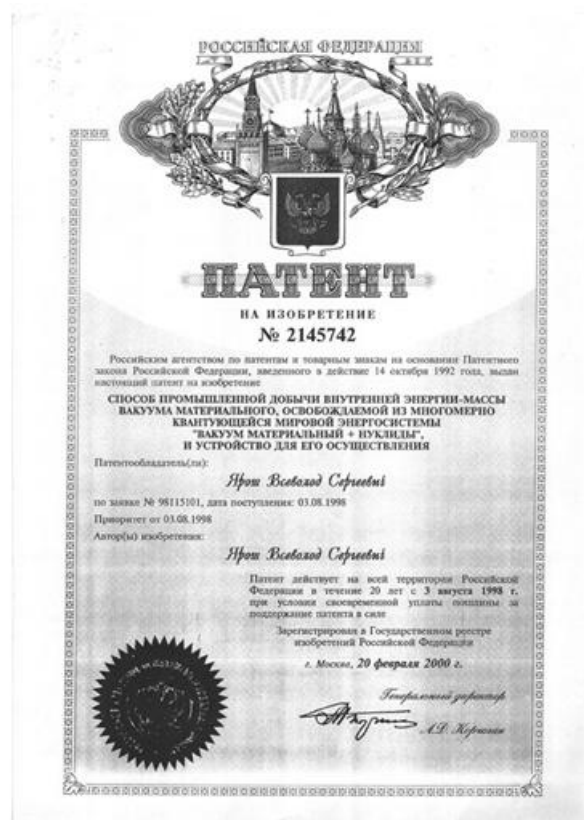 РОССИЙСКАЯ ФЕДЕРАЦИЯ
ПАТЕНТ
НА ИЗОБРЕТЕНИЕ
№ 2145742
Российским агентством по патентам и товарным знакам на основании Патентного
закона Российской Федерации, введенного в действие 14 октября 1992 года, выдан
настоящий патент на изобретение
СПОСОБ ПРОМЫШЛЕННОЙ ДОБЫЧИ ВНУТРЕННЕЙ ЭНЕРГИИ-МАССЫ
ВАКУУМА МАТЕРИАЛЬНОГО, ОСВОБОЖДАЕМОЙ ИЗ МНОГОМЕРНО
КВАНТУЮЩЕЙСЯ МИРОВОЙ ЭНЕРГОСИСТЕМЫ
"ВАКУУМ МАТЕРИАЛЬНЫЙ + НУКЛИДЫ",
И УСТРОЙСТВО ДЛЯ ЕГО ОСУЩЕСТВЛЕНИЯ
Патентообладатель(ли):
Ярош Всеволод Сергеевич
по заявке № 98115101, дата поступления: 03.08.1998
Приоритет от 03.08.1998
Автор(ы) изобретения:
Ярош Всеволод Сергеевич
Патент действует на всей территории Российской
Федерации в течение 20 лет с 3 августа 1998 г.
при условии своевременной уплаты пошлины за
поддержание патента в силе
Зарегистрирован в Государственном реестре
изобретений Российской Федерации
г. Москва, 20 февраля 2000 г.
Генеральный директор
А.Д. Корчагин